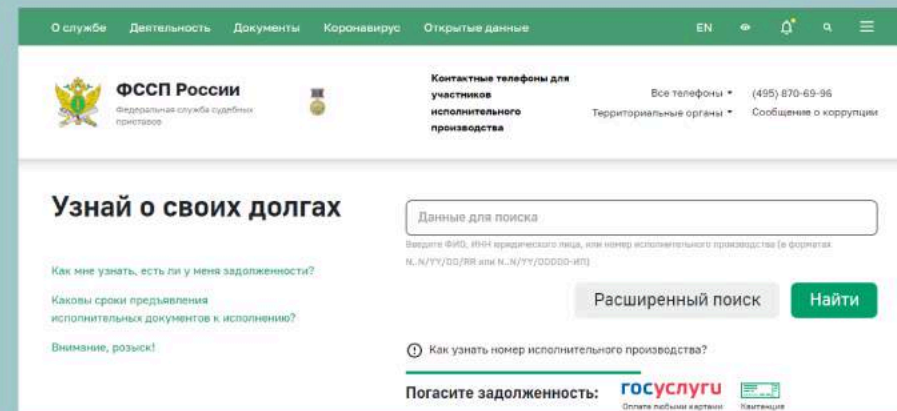 О службе Деятельность Документы Коронавирус Открытые данные EN
ФССП России
Федеральная служба судебных
приставов
Контактные телефоны для
участников
исполнительного
производства
Все телефоны
Территориальные органы
(495) 870-69-96
Сообщение о коррупции
Узнай о своих долгах
Данные для поиска
Введите ФИО, ИНН юридического лица, или номер исполнительного производства (в форматах
N..N/YY/DD/RR или N..N/YY/DDDDD-ИП)
Как мне узнать, есть ли у меня задолженности?
Каковы сроки предъявления
исполнительных документов к исполнению?
Внимание, розыск!
Расширенный поиск Найти
Как узнать номер исполнительного производства?
Погасите задолженность: госуслуги
Оплата любыми картами Квитанция